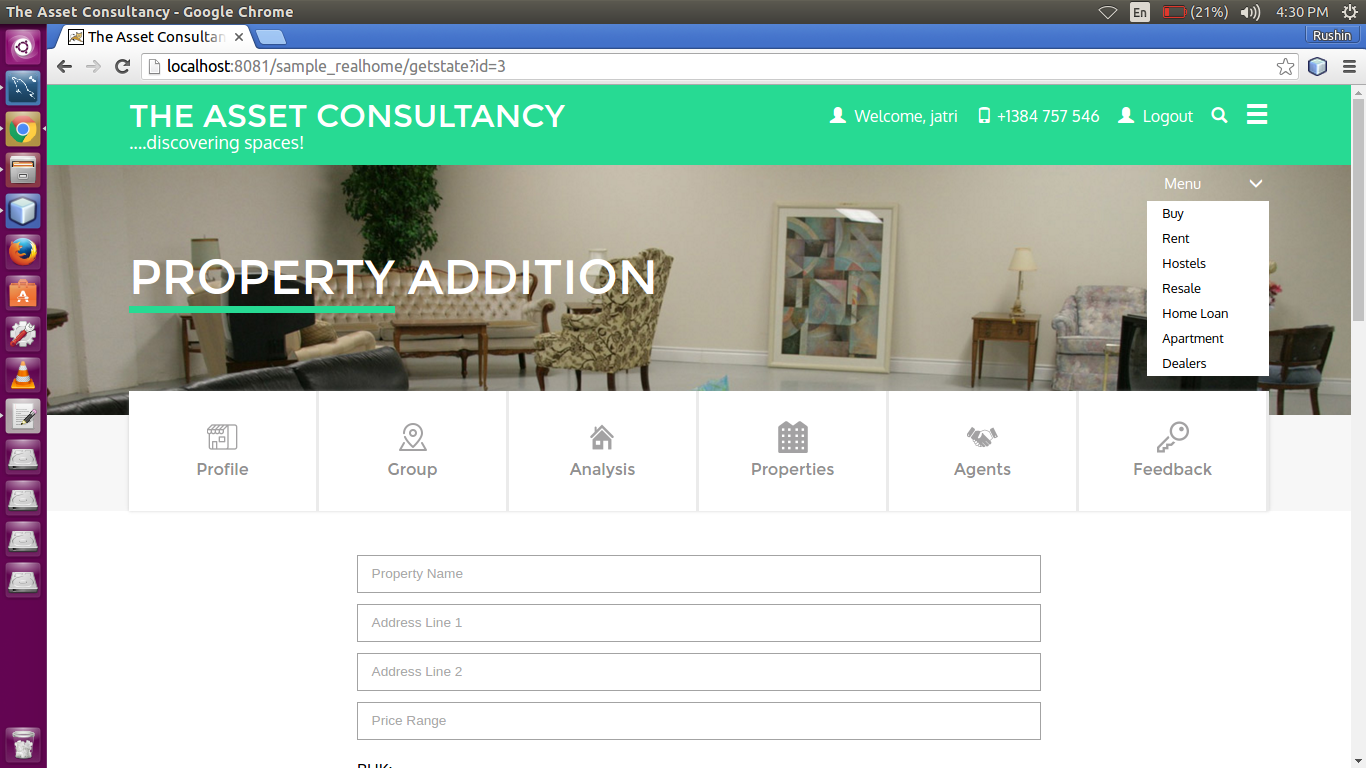 The Asset Consultancy - Google Chrome
En (21%) 4:30 PM
The Asset Consultan
Rushin
localhost:8081/sample_realhome/getstate?id=3
THE ASSET CONSULTANCY
....discovering spaces!
Welcome, jatri +1384 757 546 Logout
Menu
Buy
Rent
Hostels
Resale
Home Loan
Apartment
Dealers
PROPERTY ADDITION
Profile Group Analysis Properties Agents Feedback
Property Name
Address Line 1
Address Line 2
Price Range